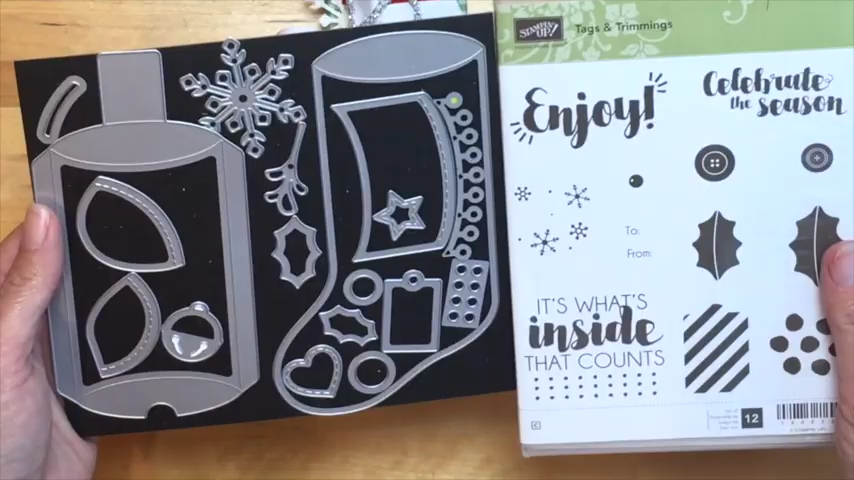 STAMPIN' UP!
Tags & Trimmings
Enjoy!
Celebrate
the season
To:
From:
IT'S WHAT'S
inside
THAT COUNTS
12